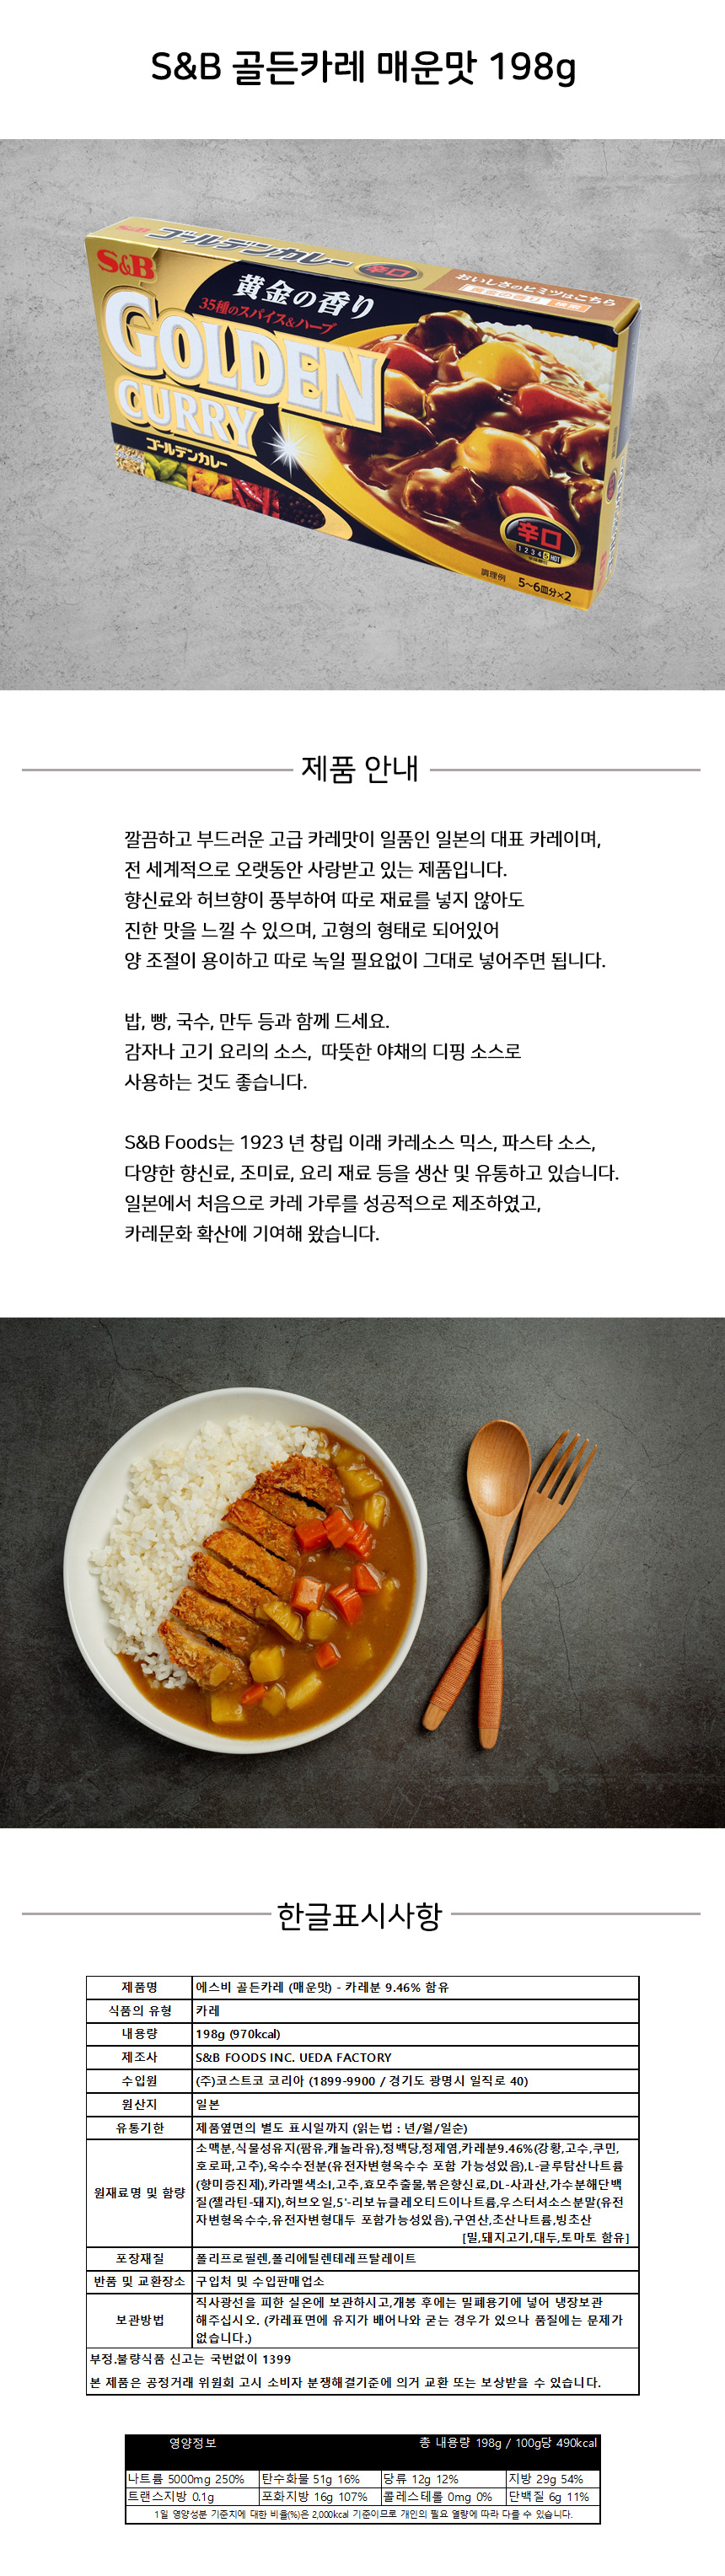 S&B 골든카레 매운맛 198g
S&B ゴールデンカレー 辛口
おいしさのヒミツはこちら
S&B
黄金の香り
35種のスパイス&ハーブ
GOLDEN
CURRY
ゴールデンカレー
辛口
1 2 3 4 5 HOT
調理例 5~6皿分×2
제품 안내
깔끔하고 부드러운 고급 카레맛이 일품인 일본의 대표 카레이며,
전 세계적으로 오랫동안 사랑받고 있는 제품입니다.
향신료와 허브향이 풍부하여 따로 재료를 넣지 않아도
진한 맛을 느낄 수 있으며, 고형의 형태로 되어있어
양 조절이 용이하고 따로 녹일 필요없이 그대로 넣어주면 됩니다.
밥, 빵, 국수, 만두 등과 함께 드세요.
감자나 고기 요리의 소스, 따뜻한 야채의 디핑 소스로
사용하는 것도 좋습니다.
S&B Foods는 1923 년 창립 이래 카레소스 믹스, 파스타 소스,
다양한 향신료, 조미료, 요리 재료 등을 생산 및 유통하고 있습니다.
일본에서 처음으로 카레 가루를 성공적으로 제조하였고,
카레문화 확산에 기여해 왔습니다.
한글표시사항
제품명 에스비 골든카레 (매운맛) - 카레분 9.46% 함유
식품의 유형 카레
내용량 198g (970kcal)
제조사 S&B FOODS INC. UEDA FACTORY
수입원 (주)코스트코 코리아 (1899-9900 / 경기도 광명시 일직로 40)
원산지 일본
유통기한 제품옆면의 별도 표시일까지 (읽는법 : 년/월/일순)
원재료명 및 함량 소맥분,식물성유지(팜유,캐놀라유),정백당,정제염,카레분9.46%(강황,고수,쿠민,
호로파,고추),옥수수전분(유전자변형옥수수 포함 가능성있음),L-글루탐산나트륨
(향미증진제),카라멜색소I,고추,효모추출물,볶은향신료,DL-사과산,가수분해단백
질(젤라틴-돼지),허브오일,5'-리보뉴클레오티드이나트륨,우스터셔소스분말(유전
자변형옥수수,유전자변형대두 포함가능성있음),구연산,초산나트륨,빙초산
[밀,돼지고기,대두,토마토 함유]
포장재질 폴리프로필렌,폴리에틸렌테레프탈레이트
반품 및 교환장소 구입처 및 수입판매업소
보관방법 직사광선을 피한 실온에 보관하시고,개봉 후에는 밀폐용기에 넣어 냉장보관
해주십시오. (카레표면에 유지가 배어나와 굳는 경우가 있으나 품질에는 문제가
없습니다.)
부정.불량식품 신고는 국번없이 1399
본 제품은 공정거래 위원회 고시 소비자 분쟁해결기준에 의거 교환 또는 보상받을 수 있습니다.
영양정보 총 내용량 198g / 100g당 490kcal
나트륨 5000mg 250% 탄수화물 51g 16% 당류 12g 12% 지방 29g 54%
트랜스지방 0.1g 포화지방 16g 107% 콜레스테롤 0mg 0% 단백질 6g 11%
1일 영양성분 기준치에 대한 비율(%)은 2,000kcal 기준이므로 개인의 필요 열량에 따라 다를 수 있습니다.